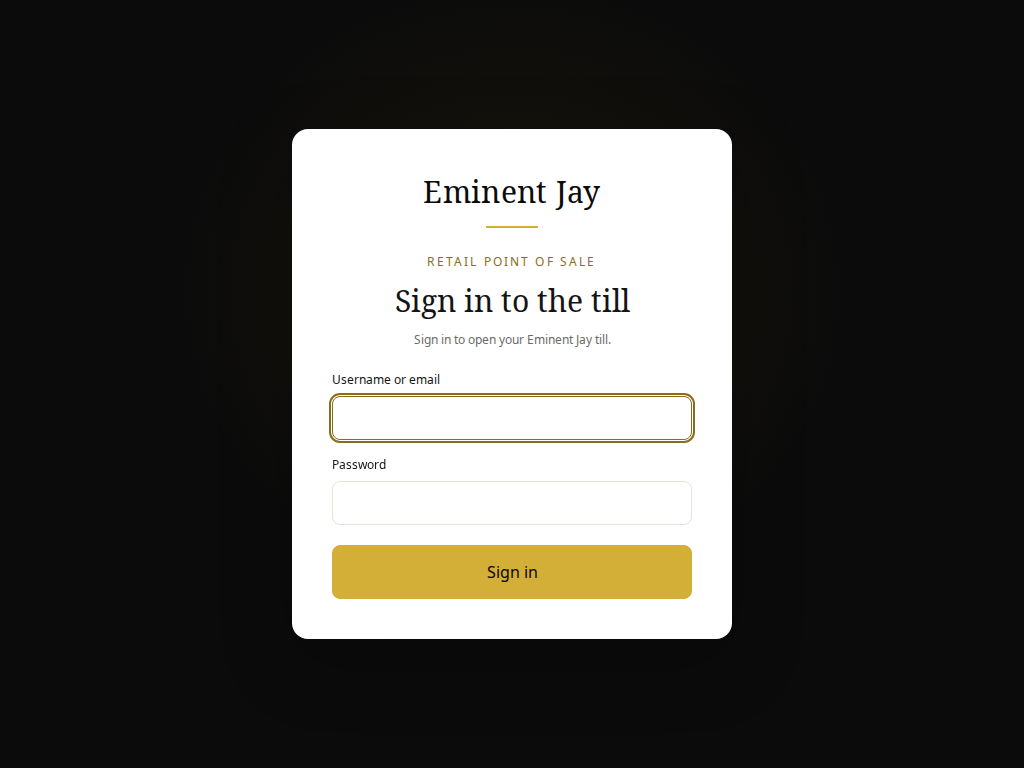 Eminent Jay
RETAIL POINT OF SALE
Sign in to the till
Sign in to open your Eminent Jay till.
Username or email
Password
Sign in